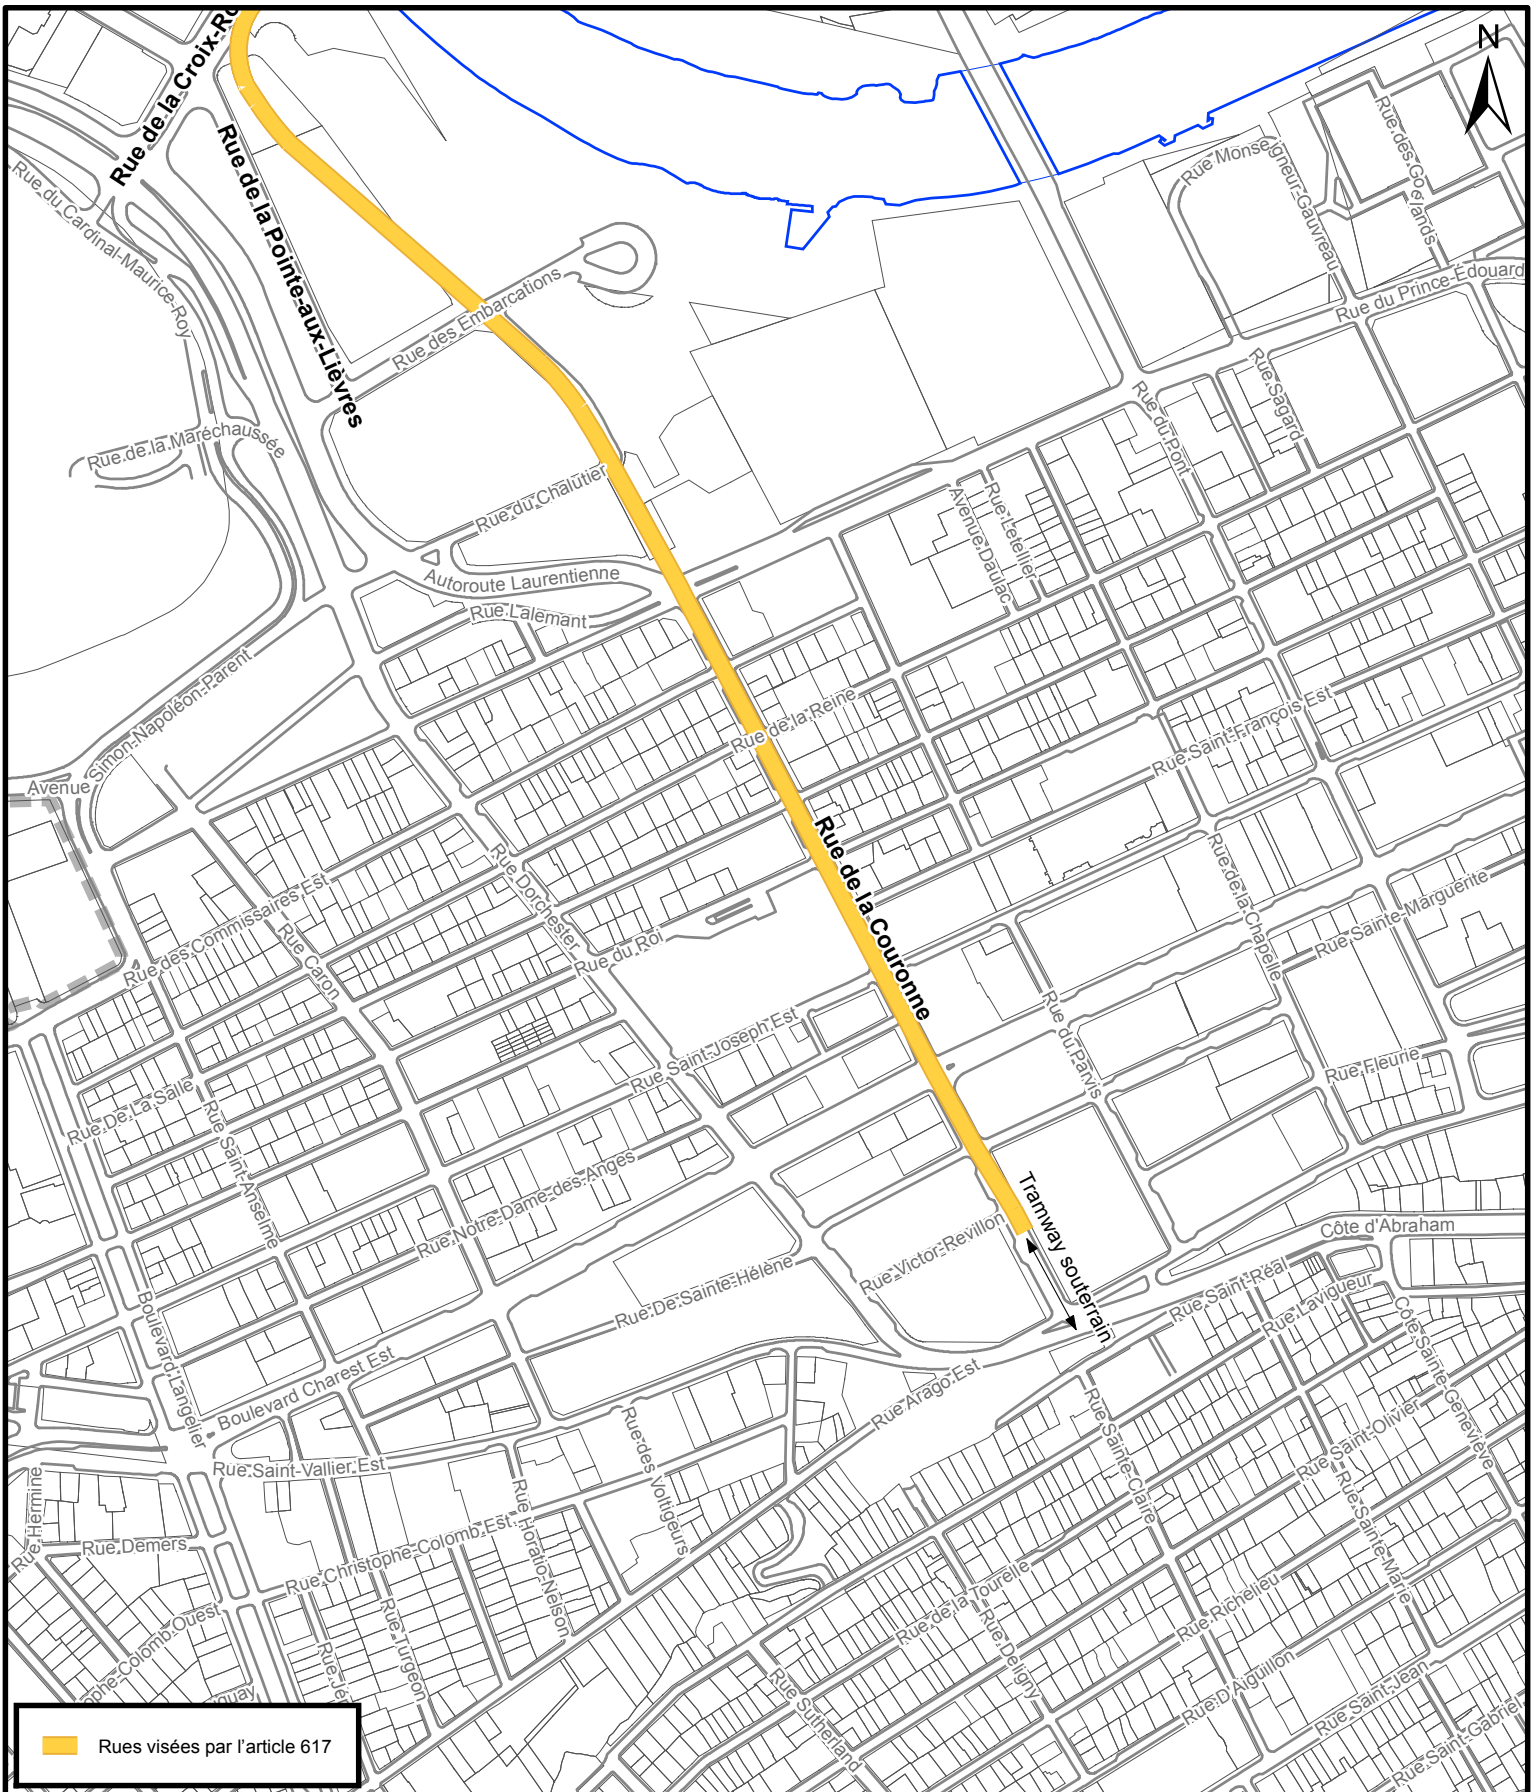 Rue de la Croix-Ro
N
Rue des Goélands
Rue Monseigneur-Gauvreau
Rue du Cardinal-Maurice-Roy
Rue de la Pointe-aux-Lièvres
Rue du Prince-Édouard
Rue des Embarcations
Rue Sagard
Rue du Pont
Rue de la Maréchaussée
Rue du Chalutier
Rue Letellier
Avenue Daulac
Autoroute Laurentienne
Rue Lalemant
Avenue Simon-Napoléon-Parent
Rue de la Reine
Rue Saint-François Est
Rue de la Couronne
Rue Dorchester
Rue de la Chapelle
Rue Sainte-Marguerite
Rue des Commissaires Est
Rue Caron
Rue du Roi
Rue Saint-Joseph Est
Rue du Parvis
Rue Fleurie
Rue De La Salle
Rue Saint-Anselme
Rue Notre-Dame-des-Anges
Tramway souterrain
Rue Victor-Revillon
Côte d'Abraham
Rue De Sainte-Hélène
Rue Saint-Réal
Rue Lavigueur
Boulevard Langelier
Côte Sainte-Geneviève
Boulevard Charest Est
Rue Arago Est
Rue Sainte-Claire
Rue Saint-Olivier
Rue des Voltigeurs
Rue Saint-Vallier Est
Rue Hermine
Rue Horatio-Nelson
Rue Sainte-Marie
Rue Demers
Rue Christophe-Colomb Est
Rue de la Tourelle
Rue Richelieu
Rue Turgeon
Rue Deligny
ophe-Colomb Ouest
Rue Jér
Rue D'Aiguillon
Rue Saint-Jean
Rue Sutherland
guay
Rue Saint-Gabrie
Rues visées par l’article 617